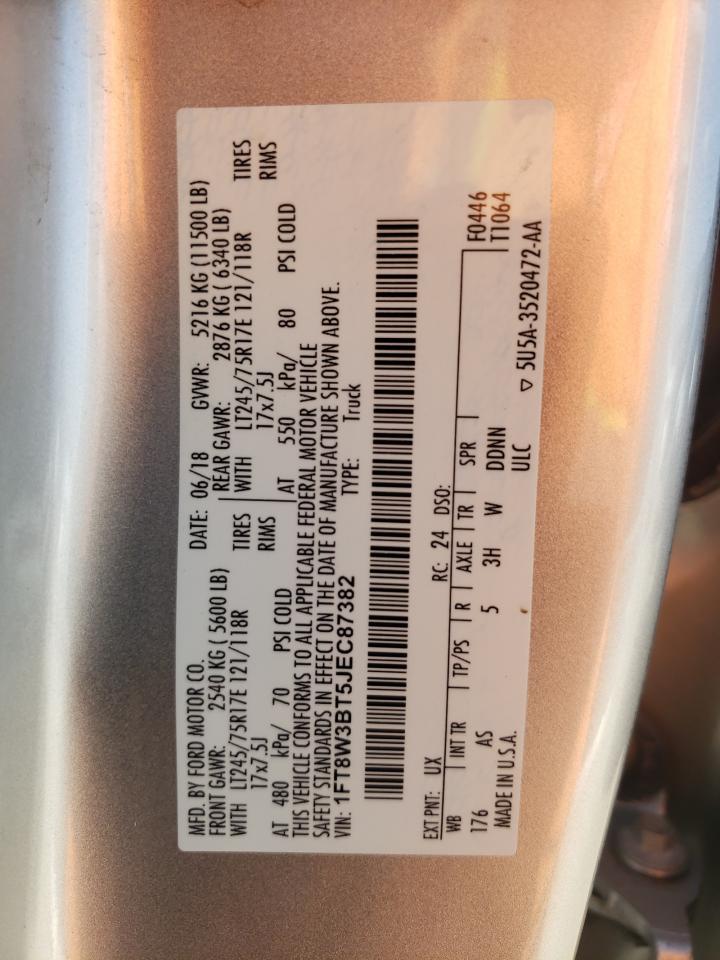 MFD. BY FORD MOTOR CO. DATE: 06/18 GVWR: 5216 KG (11500 LB)
FRONT GAWR: 2540 KG ( 5600 LB) REAR GAWR: 2876 KG ( 6340 LB)
WITH LT245/75R17E 121/118R TIRES WITH LT245/75R17E 121/118R TIRES
17x7.5J RIMS 17x7.5J RIMS
AT 480 kPa/ 70 PSI COLD AT 550 kPa/ 80 PSI COLD
THIS VEHICLE CONFORMS TO ALL APPLICABLE FEDERAL MOTOR VEHICLE
SAFETY STANDARDS IN EFFECT ON THE DATE OF MANUFACTURE SHOWN ABOVE.
VIN: 1FT8W3BT5JEC87382 TYPE: Truck
EXT PNT: UX RC: 24 DSO:
WB INT TR TP/PS R AXLE TR SPR F0446
176 AS 5 3H W DDNN T1064
MADE IN U.S.A. ULC ▽ 5U5A-3520472-AA